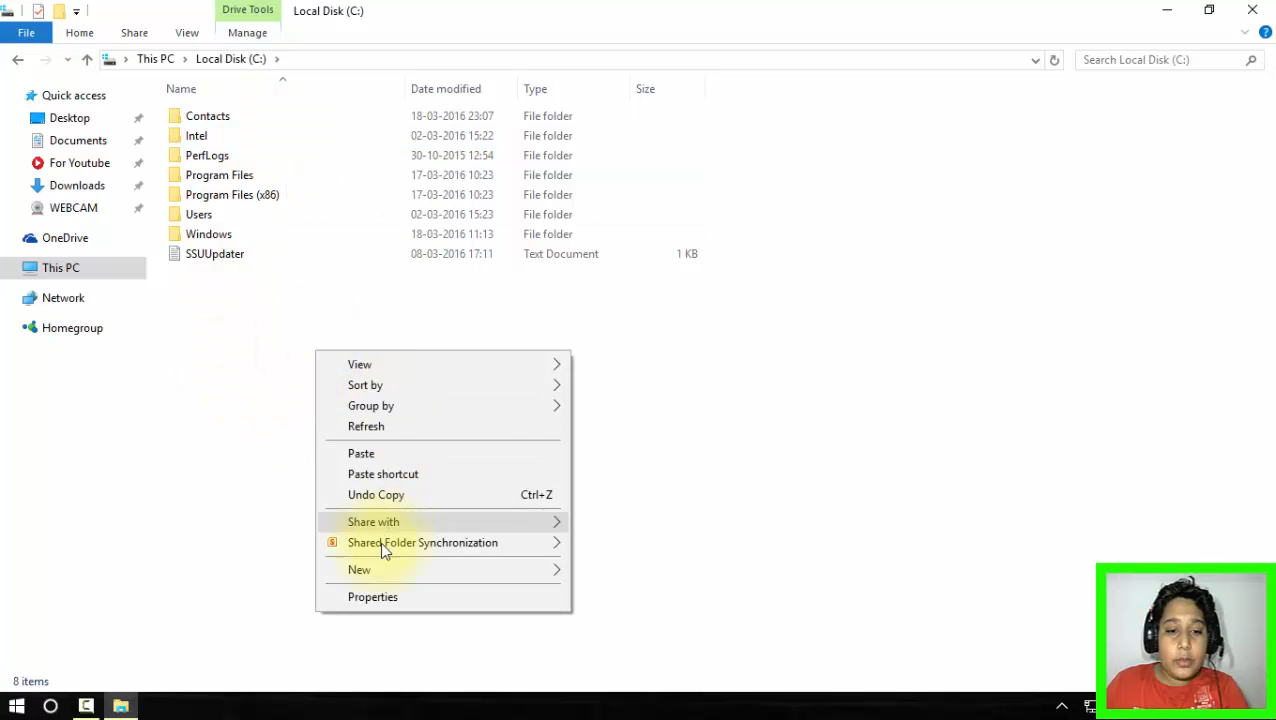 Drive Tools
Local Disk (C:)
File
Home
Share
View
Manage
This PC
Local Disk (C:)
Search Local Disk (C:)
Name
Date modified
Type
Size
Quick access
Desktop
Documents
For Youtube
Downloads
WEBCAM
OneDrive
This PC
Network
Homegroup
Contacts 18-03-2016 23:07 File folder
Intel 02-03-2016 15:22 File folder
PerfLogs 30-10-2015 12:54 File folder
Program Files 17-03-2016 10:23 File folder
Program Files (x86) 17-03-2016 10:23 File folder
Users 02-03-2016 15:23 File folder
Windows 18-03-2016 11:13 File folder
SSUUpdater 08-03-2016 17:11 Text Document 1 KB
View
Sort by
Group by
Refresh
Paste
Paste shortcut
Undo Copy Ctrl+Z
Share with
Shared Folder Synchronization
New
Properties
8 items